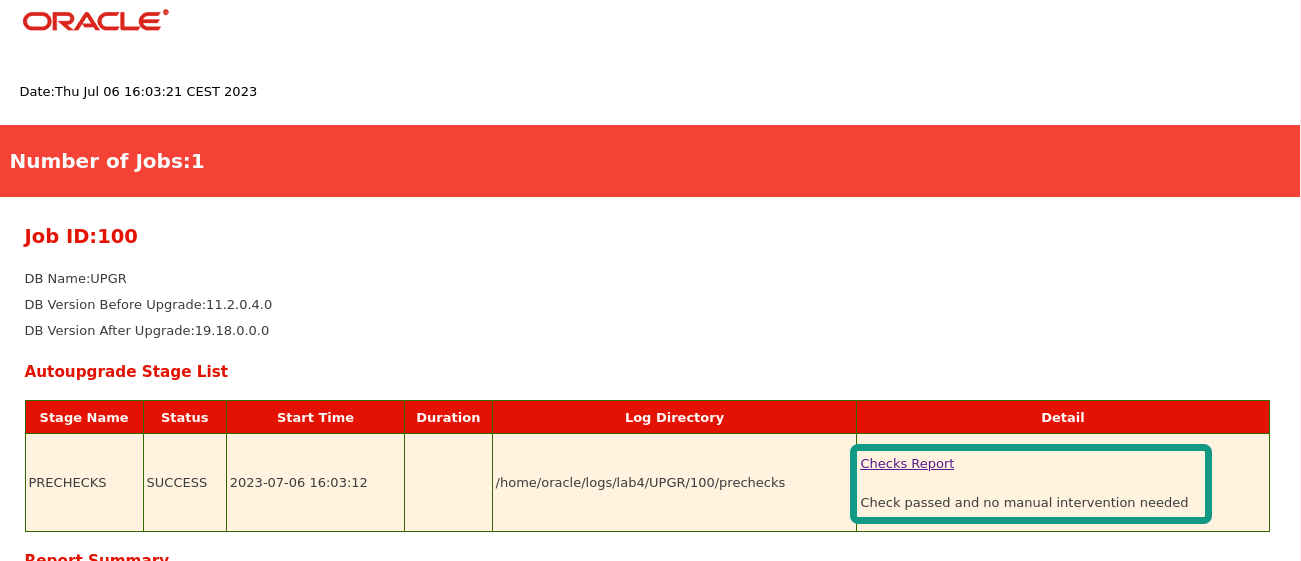 ORACLE®
Date:Thu Jul 06 16:03:21 CEST 2023
Number of Jobs:1
Job ID:100
DB Name:UPGR
DB Version Before Upgrade:11.2.0.4.0
DB Version After Upgrade:19.18.0.0.0
Autoupgrade Stage List
Stage Name Status Start Time Duration Log Directory Detail
PRECHECKS SUCCESS 2023-07-06 16:03:12 /home/oracle/logs/lab4/UPGR/100/prechecks Checks Report
Check passed and no manual intervention needed
Report Summary